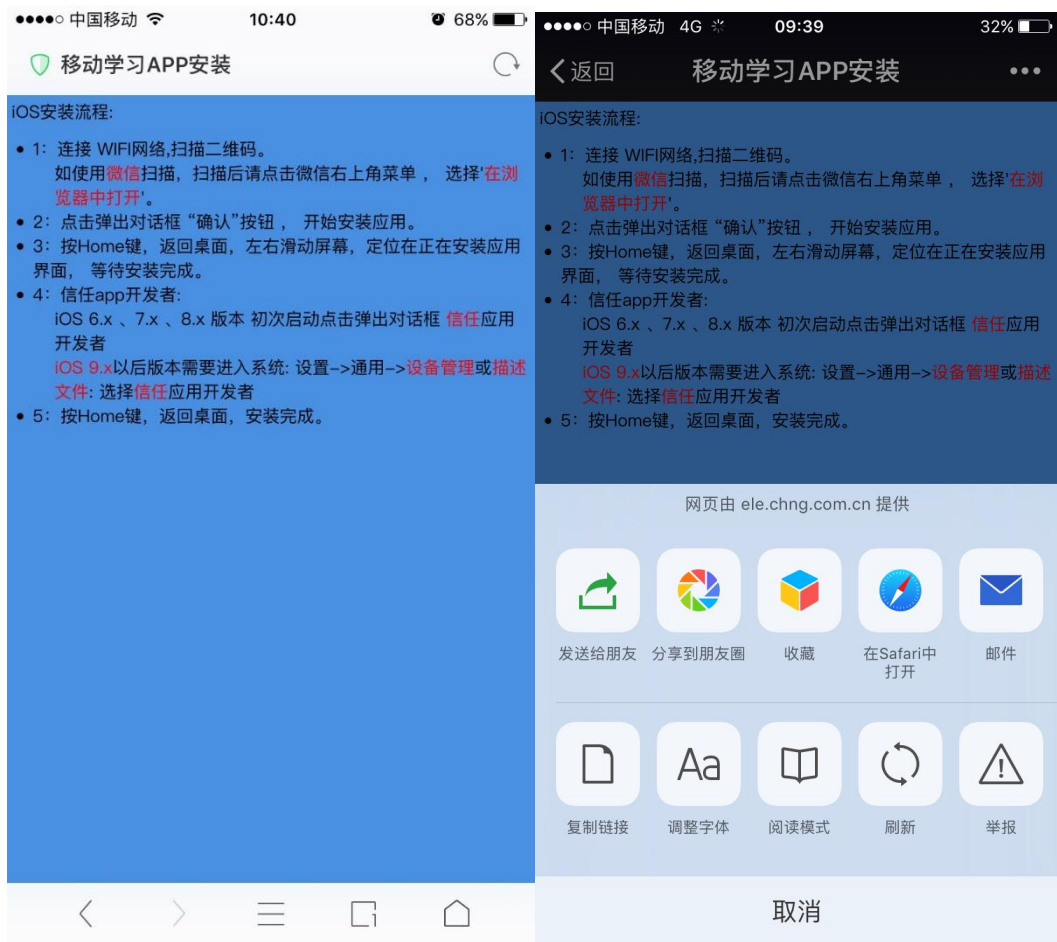 ●●●●○ 中国移动 10:40 68%
移动学习APP安装
iOS安装流程:
• 1：连接 WIFI网络,扫描二维码。
如使用微信扫描，扫描后请点击微信右上角菜单 ， 选择'在浏
览器中打开'。
• 2：点击弹出对话框 “确认”按钮 ， 开始安装应用。
• 3：按Home键，返回桌面，左右滑动屏幕，定位在正在安装应用
界面， 等待安装完成。
• 4：信任app开发者:
iOS 6.x 、7.x 、8.x 版本 初次启动点击弹出对话框 信任应用
开发者
iOS 9.x以后版本需要进入系统: 设置–>通用–>设备管理或描述
文件: 选择信任应用开发者
• 5：按Home键，返回桌面，安装完成。
●●●●○ 中国移动 4G 09:39 32%
返回 移动学习APP安装 •••
iOS安装流程:
• 1：连接 WIFI网络,扫描二维码。
如使用微信扫描，扫描后请点击微信右上角菜单 ， 选择'在浏
览器中打开'。
• 2：点击弹出对话框 “确认”按钮 ， 开始安装应用。
• 3：按Home键，返回桌面，左右滑动屏幕，定位在正在安装应用
界面， 等待安装完成。
• 4：信任app开发者:
iOS 6.x 、7.x 、8.x 版本 初次启动点击弹出对话框 信任应用
开发者
iOS 9.x以后版本需要进入系统: 设置–>通用–>设备管理或描述
文件: 选择信任应用开发者
• 5：按Home键，返回桌面，安装完成。
网页由 ele.chng.com.cn 提供
发送给朋友 分享到朋友圈 收藏 在Safari中 邮件
打开
Aa
复制链接 调整字体 阅读模式 刷新 举报
取消